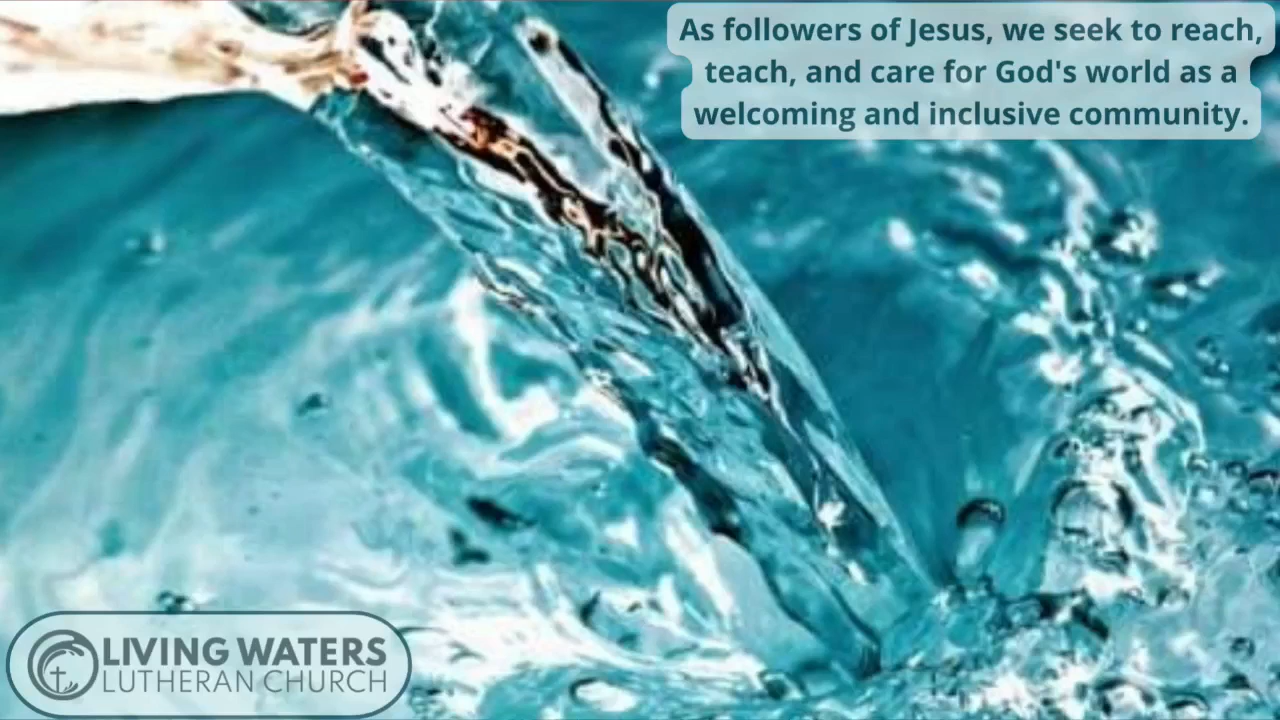 As followers of Jesus, we seek to reach,
teach, and care for God's world as a
welcoming and inclusive community.
LIVING WATERS
LUTHERAN CHURCH